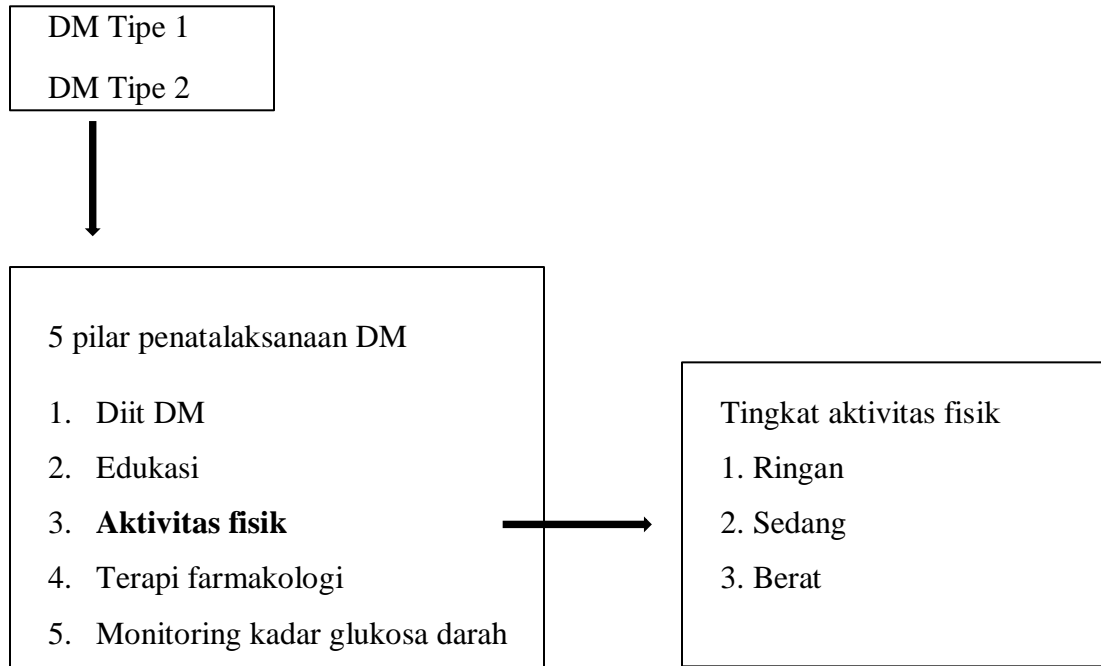 DM Tipe 1
DM Tipe 2
5 pilar penatalaksanaan DM
1. Diit DM
2. Edukasi
3. Aktivitas fisik
4. Terapi farmakologi
5. Monitoring kadar glukosa darah
Tingkat aktivitas fisik
1. Ringan
2. Sedang
3. Berat